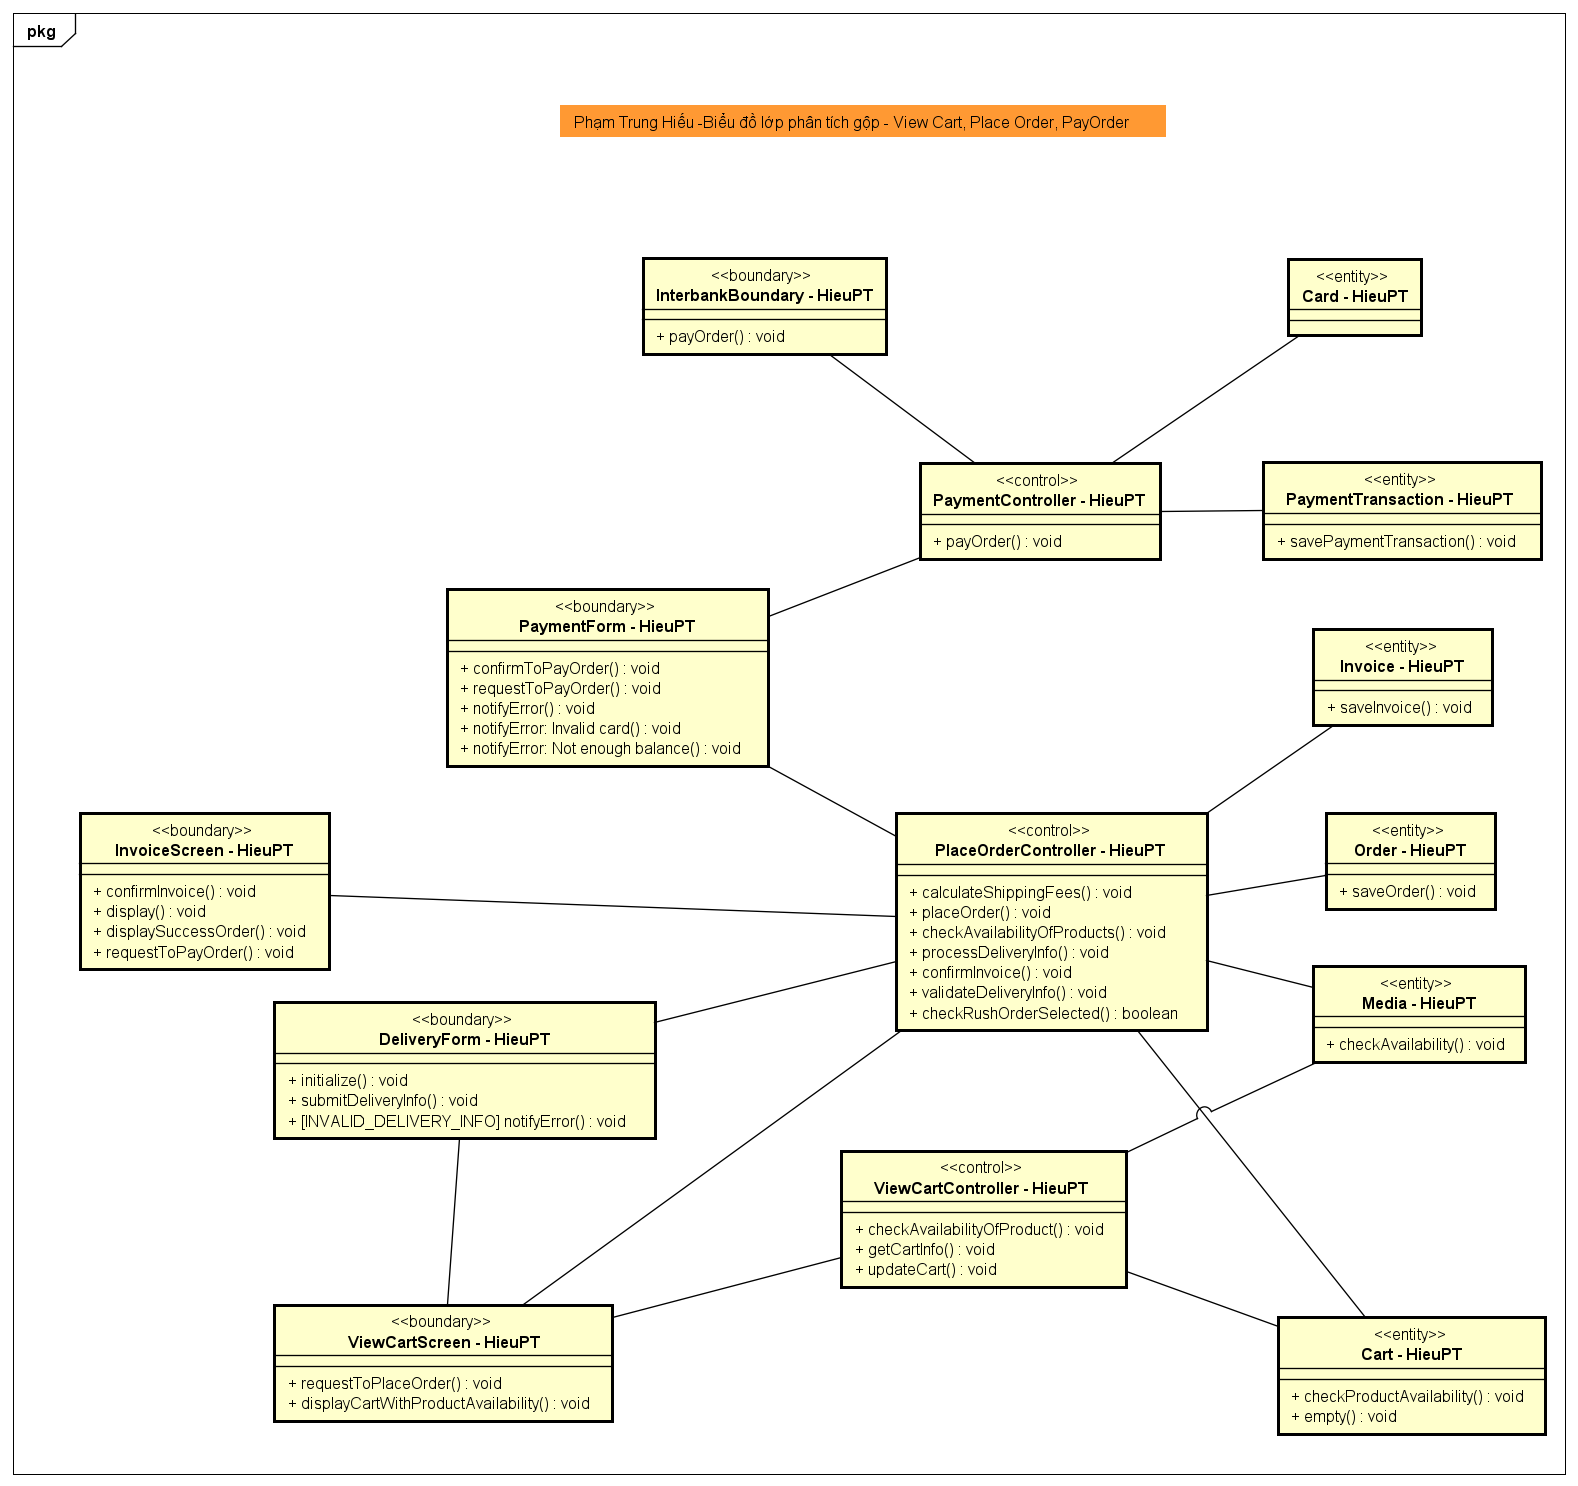 pkg
Phạm Trung Hiếu -Biểu đồ lớp phân tích gộp - View Cart, Place Order, PayOrder
<<boundary>>
InterbankBoundary - HieuPT
+ payOrder() : void
<<entity>>
Card - HieuPT
<<control>>
PaymentController - HieuPT
+ payOrder() : void
<<entity>>
PaymentTransaction - HieuPT
+ savePaymentTransaction() : void
<<boundary>>
PaymentForm - HieuPT
+ confirmToPayOrder() : void
+ requestToPayOrder() : void
+ notifyError() : void
+ notifyError: Invalid card() : void
+ notifyError: Not enough balance() : void
<<entity>>
Invoice - HieuPT
+ saveInvoice() : void
<<boundary>>
InvoiceScreen - HieuPT
+ confirmInvoice() : void
+ display() : void
+ displaySuccessOrder() : void
+ requestToPayOrder() : void
<<control>>
PlaceOrderController - HieuPT
+ calculateShippingFees() : void
+ placeOrder() : void
+ checkAvailabilityOfProducts() : void
+ processDeliveryInfo() : void
+ confirmInvoice() : void
+ validateDeliveryInfo() : void
+ checkRushOrderSelected() : boolean
<<entity>>
Order - HieuPT
+ saveOrder() : void
<<entity>>
Media - HieuPT
+ checkAvailability() : void
<<boundary>>
DeliveryForm - HieuPT
+ initialize() : void
+ submitDeliveryInfo() : void
+ [INVALID_DELIVERY_INFO] notifyError() : void
<<control>>
ViewCartController - HieuPT
+ checkAvailabilityOfProduct() : void
+ getCartInfo() : void
+ updateCart() : void
<<boundary>>
ViewCartScreen - HieuPT
+ requestToPlaceOrder() : void
+ displayCartWithProductAvailability() : void
<<entity>>
Cart - HieuPT
+ checkProductAvailability() : void
+ empty() : void